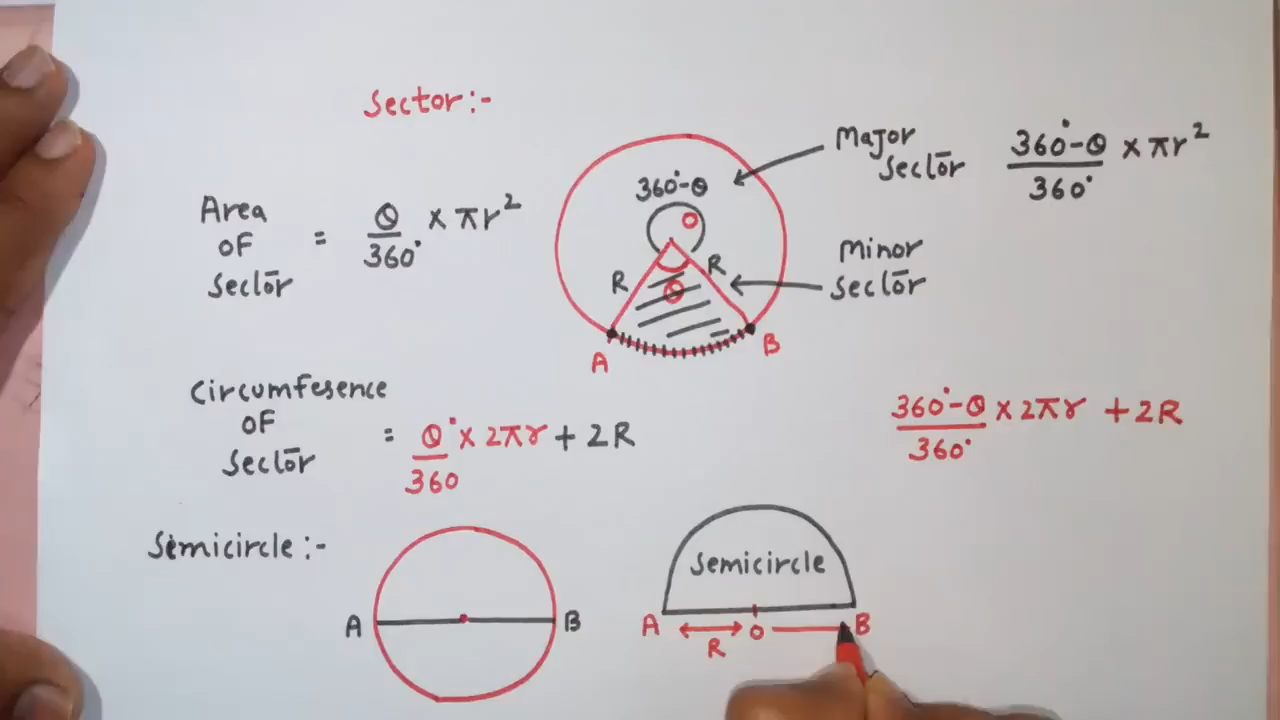 Sector:-
Area
OF
Sector
= θ/360° × πr²
360°-θ
O
R
R
θ
A
B
Major
Sector
360°-θ/360° × πr²
Minor
Sector
Circumfesence
OF
Sector
= θ°/360 × 2πr + 2R
360°-θ/360° × 2πr + 2R
Semicircle:-
A
B
Semicircle
A
O
B
R